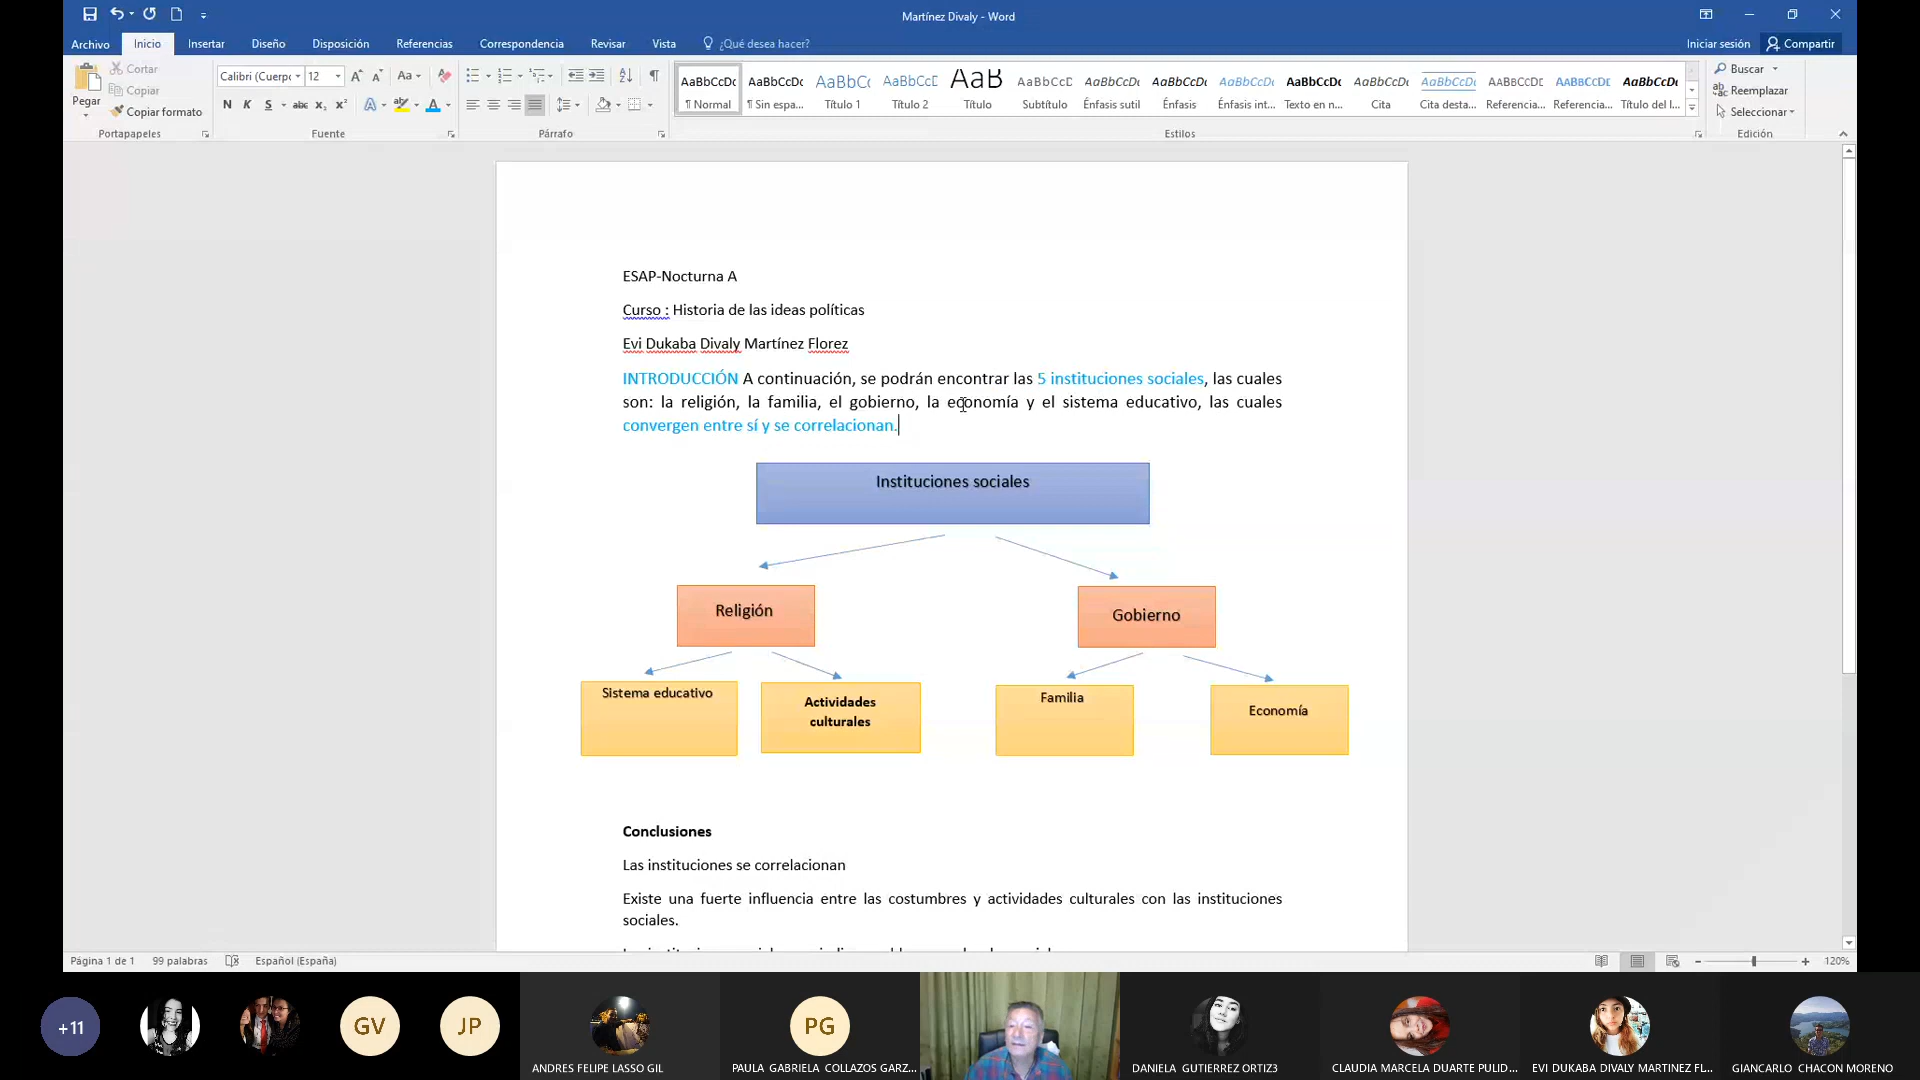 Martínez Divaly - Word
Archivo
Inicio
Insertar
Diseño
Disposición
Referencias
Correspondencia
Revisar
Vista
¿Qué desea hacer?
Iniciar sesión
Compartir
Pegar
Cortar
Copiar
Copiar formato
Portapapeles
Calibri (Cuerpo
12
Aa
N K S abc x₂ x²
Fuente
Párrafo
AaBbCcDc
¶ Normal
AaBbCcDc
¶ Sin espa...
AaBbCc
Título 1
AaBbCcD
Título 2
AaB
Título
AaBbCcD
Subtítulo
AaBbCcDc
Énfasis sutil
AaBbCcDc
Énfasis
AaBbCcDc
Énfasis int...
AaBbCcDc
Texto en n...
AaBbCcDc
Cita
AaBbCcDc
Cita desta...
AABBCCDE
Referencia...
AABBCCDE
Referencia...
AaBbCcDc
Título del l...
Estilos
Buscar
Reemplazar
Seleccionar
Edición
ESAP-Nocturna A
Curso : Historia de las ideas políticas
Evi Dukaba Divaly Martínez Florez
INTRODUCCIÓN A continuación, se podrán encontrar las 5 instituciones sociales, las cuales
son: la religión, la familia, el gobierno, la economía y el sistema educativo, las cuales
convergen entre sí y se correlacionan.
Instituciones sociales
Religión
Gobierno
Sistema educativo
Actividades
culturales
Familia
Economía
Conclusiones
Las instituciones se correlacionan
Existe una fuerte influencia entre las costumbres y actividades culturales con las instituciones
sociales.
Página 1 de 1
99 palabras
Español (España)
120%
+11
GV
JP
PG
ANDRES FELIPE LASSO GIL
PAULA GABRIELA COLLAZOS GARZ...
DANIELA GUTIERREZ ORTIZ3
CLAUDIA MARCELA DUARTE PULID...
EVI DUKABA DIVALY MARTINEZ FL...
GIANCARLO CHACON MORENO